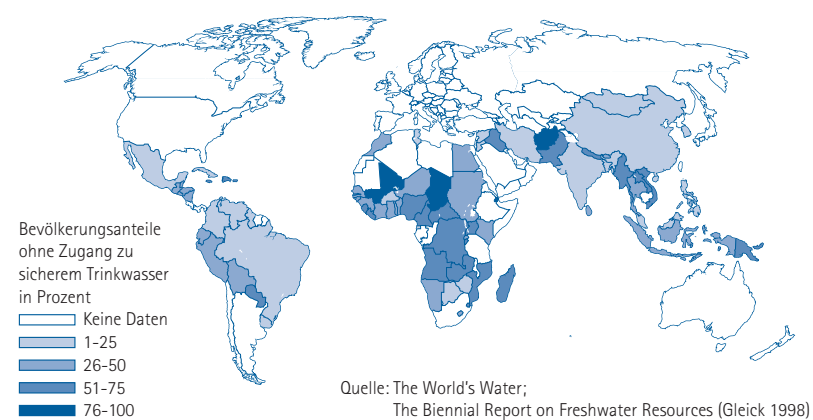 Bevölkerungsanteile
ohne Zugang zu
sicherem Trinkwasser
in Prozent
Keine Daten
1-25
26-50
51-75
76-100
Quelle: The World's Water;
The Biennial Report on Freshwater Resources (Gleick 1998)